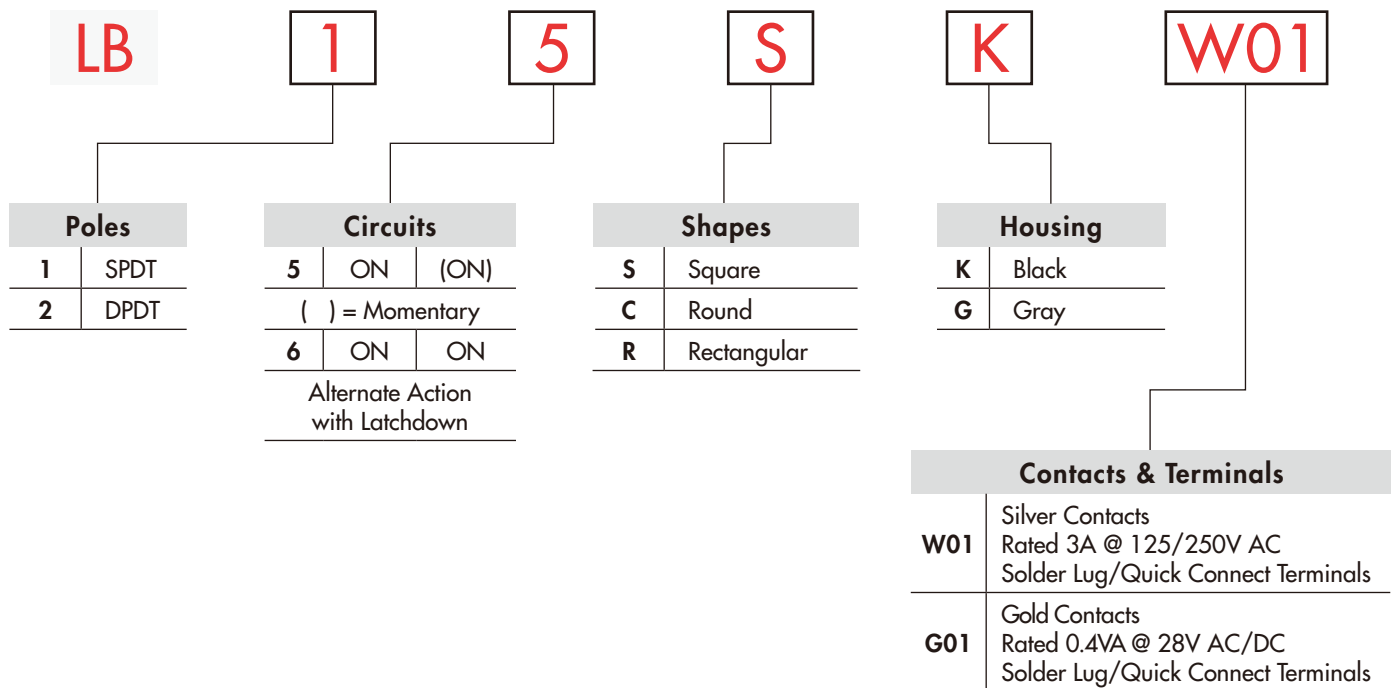 LB 1 5 S K W01
Poles
1 SPDT
2 DPDT
Circuits
5 ON (ON)
( ) = Momentary
6 ON ON
Alternate Action
with Latchdown
Shapes
S Square
C Round
R Rectangular
Housing
K Black
G Gray
Contacts & Terminals
W01
Silver Contacts
Rated 3A @ 125/250V AC
Solder Lug/Quick Connect Terminals
G01
Gold Contacts
Rated 0.4VA @ 28V AC/DC
Solder Lug/Quick Connect Terminals